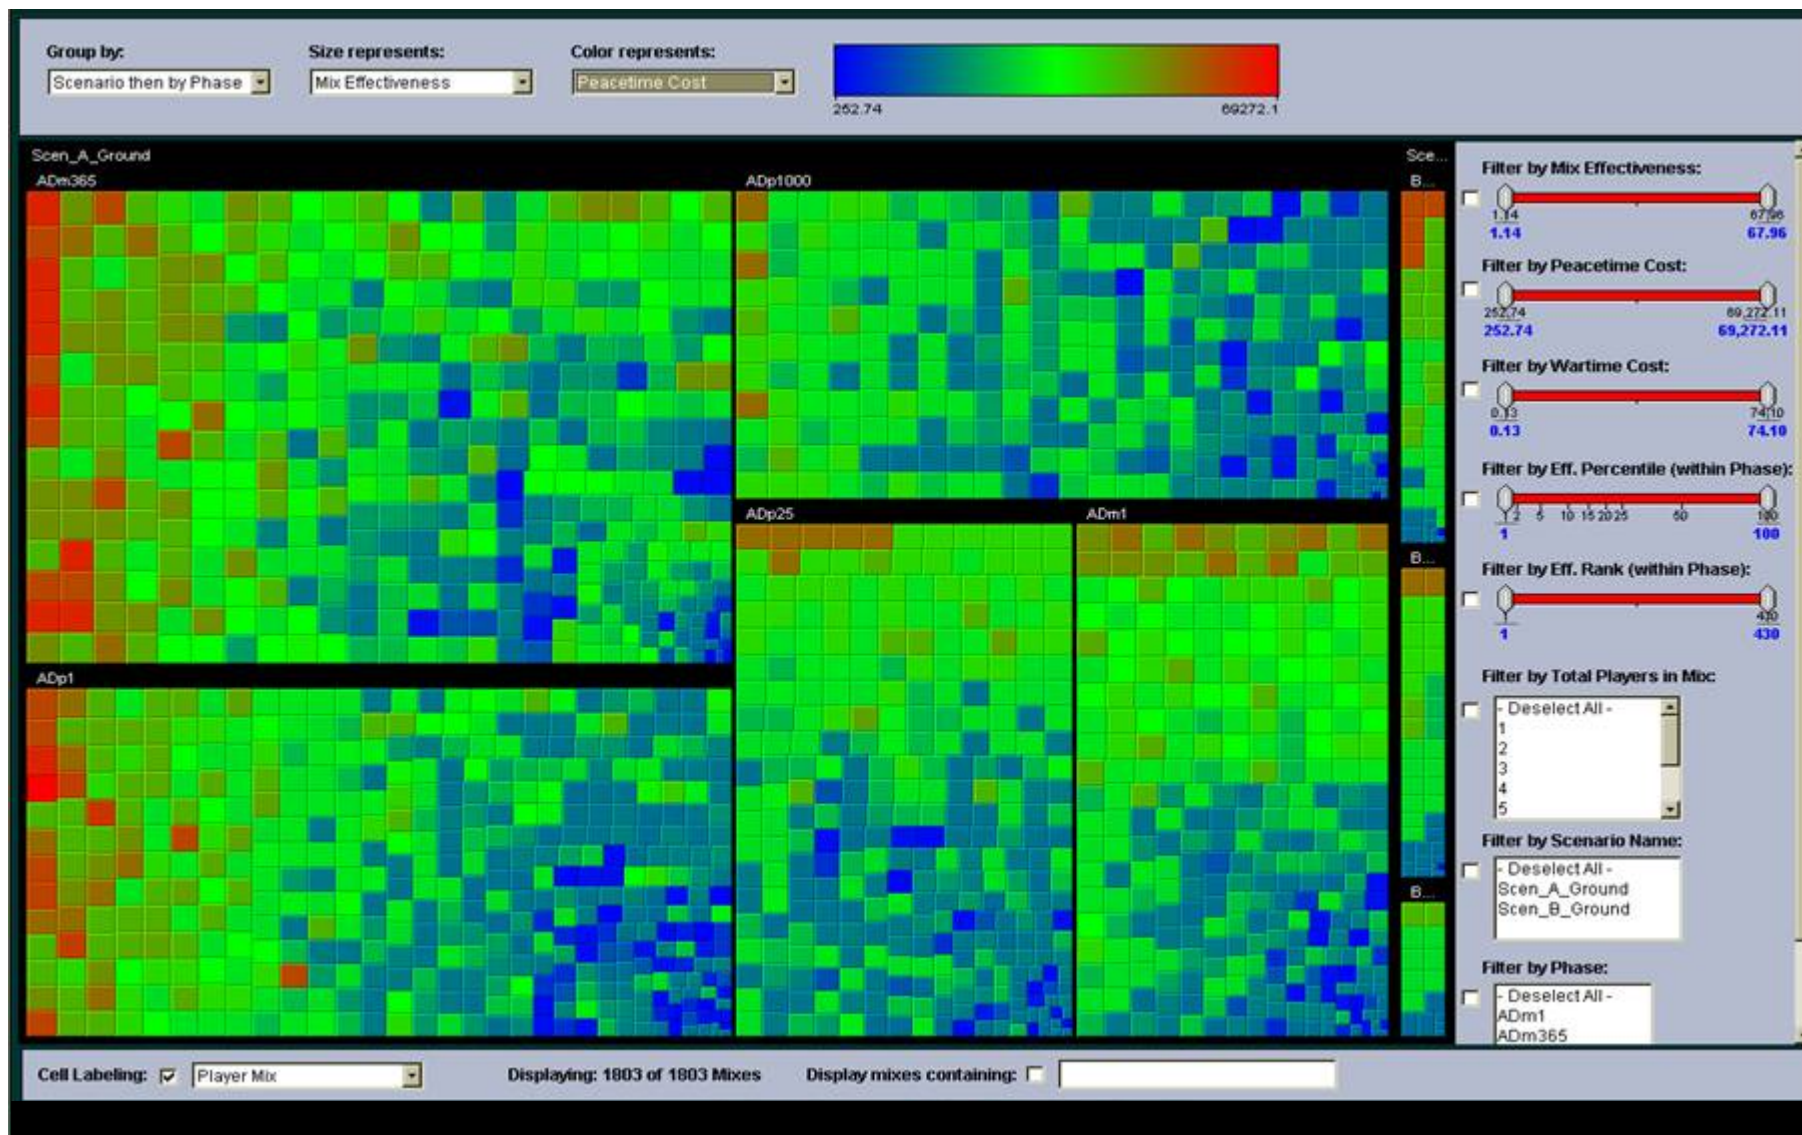 Group by:
Size represents:
Color represents:
Scenario then by Phase
Mix Effectiveness
Peacetime Cost
252.74
69272.1
Scen_A_Ground
Sce...
ADm365
ADp1000
B...
ADp25
ADm1
B...
ADp1
B...
Filter by Mix Effectiveness:
1.14
67.96
1.14
67.96
Filter by Peacetime Cost:
252.74
69,272.11
252.74
69,272.11
Filter by Wartime Cost:
0.13
74.10
0.13
74.10
Filter by Eff. Percentile (within Phase):
1 2 5 10 15 20 25 50 100
1
100
Filter by Eff. Rank (within Phase):
1
430
1
430
Filter by Total Players in Mix:
- Deselect All -
1
2
3
4
5
Filter by Scenario Name:
- Deselect All -
Scen_A_Ground
Scen_B_Ground
Filter by Phase:
- Deselect All -
ADm1
ADm365
Cell Labeling:
Player Mix
Displaying: 1803 of 1803 Mixes
Display mixes containing: